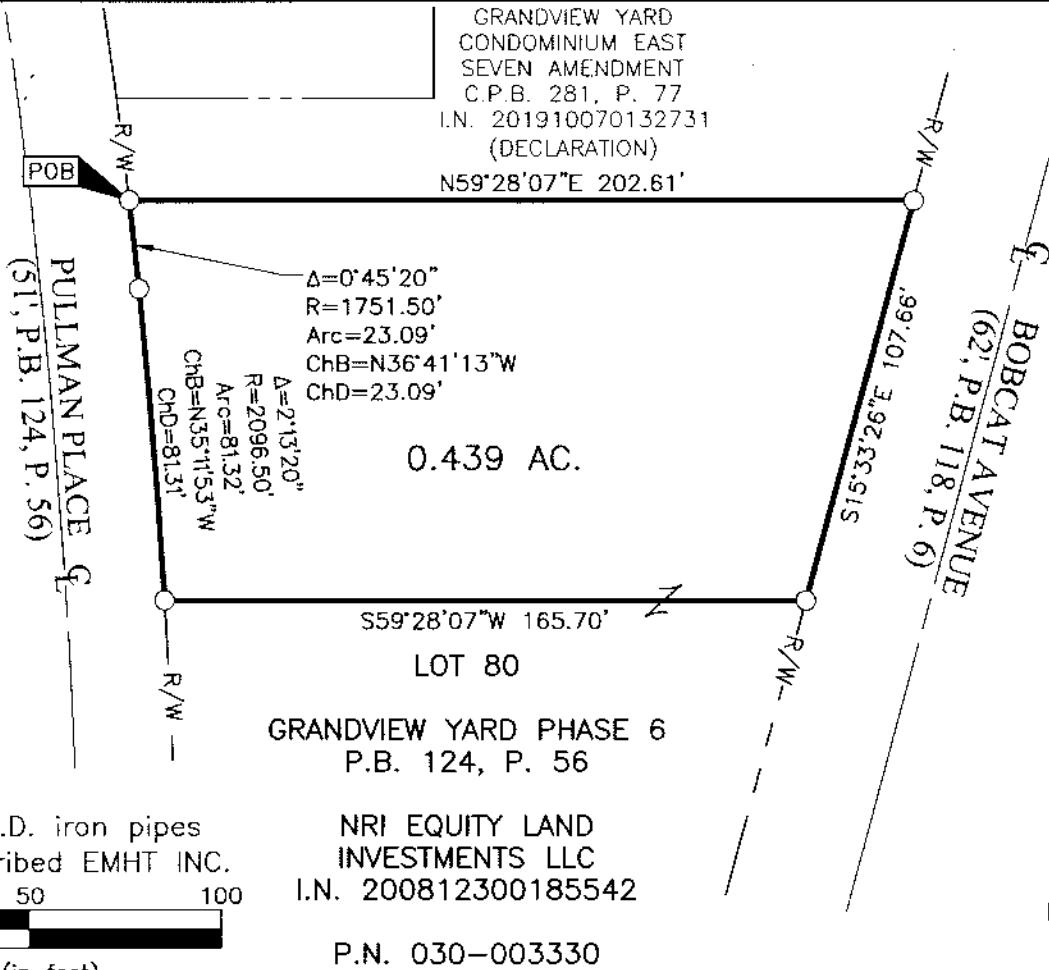 GRANDVIEW YARD
CONDOMINIUM EAST
SEVEN AMENDMENT
C.P.B. 281, P. 77
I.N. 201910070132731
(DECLARATION)
R/W
R/W
POB
N59°28'07"E 202.61'
Δ=0°45'20"
R=1751.50'
Arc=23.09'
ChB=N36°41'13"W
ChD=23.09'
Δ=2°13'20"
R=2096.50'
Arc=81.32'
ChB=N35°11'53"W
ChD=81.31'
PULLMAN PLACE ℄
(51', P.B. 124, P. 56)
0.439 AC.
S15°33'26"E 107.66'
℄ BOBCAT AVENUE
(62', P.B. 118, P. 6)
S59°28'07"W 165.70'
R/W
R/W
LOT 80
GRANDVIEW YARD PHASE 6
P.B. 124, P. 56
NRI EQUITY LAND
INVESTMENTS LLC
I.N. 200812300185542
P.N. 030-003330
.D. iron pipes
ribed EMHT INC.
50 100